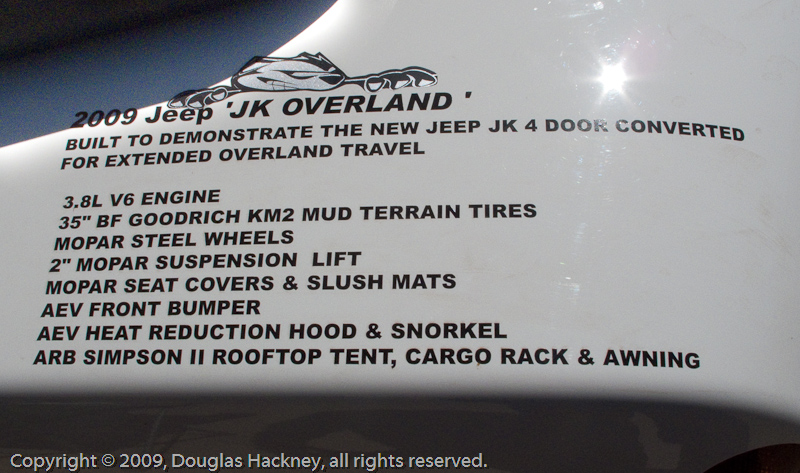 2009 Jeep 'JK OVERLAND '
BUILT TO DEMONSTRATE THE NEW JEEP JK 4 DOOR CONVERTED
FOR EXTENDED OVERLAND TRAVEL
3.8L V6 ENGINE
35" BF GOODRICH KM2 MUD TERRAIN TIRES
MOPAR STEEL WHEELS
2" MOPAR SUSPENSION LIFT
MOPAR SEAT COVERS & SLUSH MATS
AEV FRONT BUMPER
AEV HEAT REDUCTION HOOD & SNORKEL
ARB SIMPSON II ROOFTOP TENT, CARGO RACK & AWNING
Copyright © 2009, Douglas Hackney, all rights reserved.